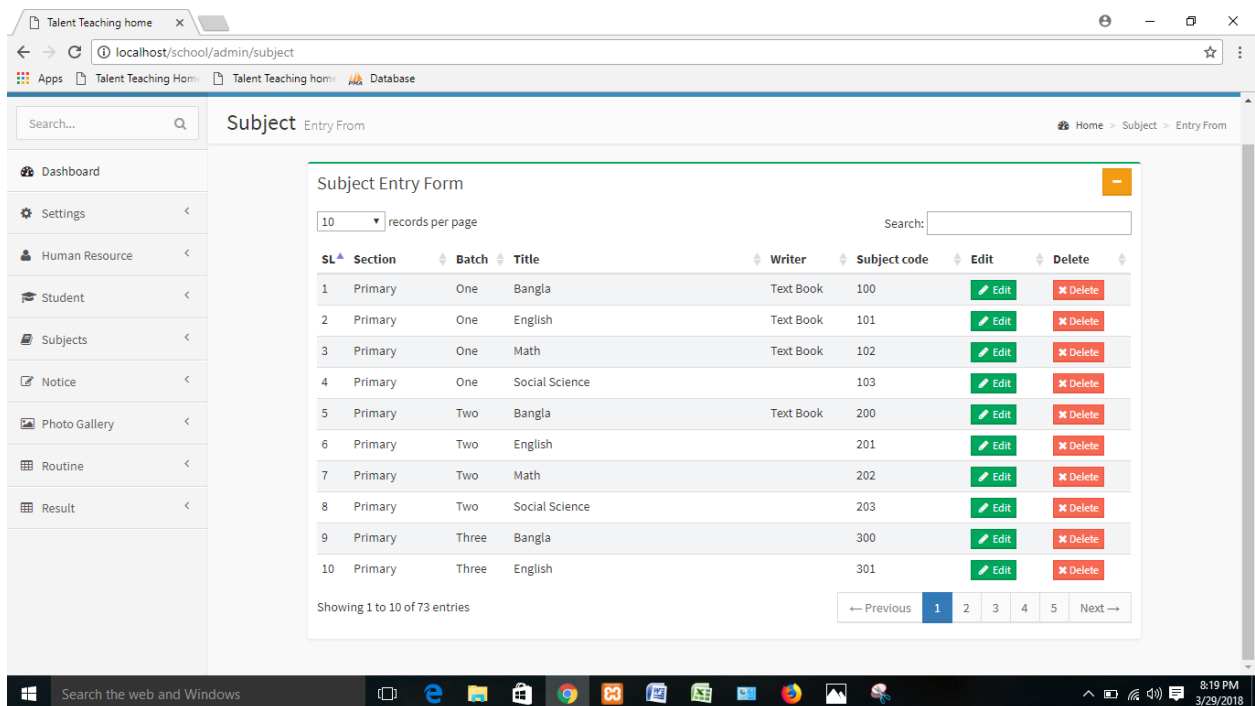 Talent Teaching home
localhost/school/admin/subject
Apps Talent Teaching Hom Talent Teaching home Database
Search...
Subject Entry From
Home > Subject > Entry From
Dashboard
Settings
Human Resource
Student
Subjects
Notice
Photo Gallery
Routine
Result
Subject Entry Form
10 records per page Search:
SL Section Batch Title Writer Subject code Edit Delete
1 Primary One Bangla Text Book 100 Edit Delete
2 Primary One English Text Book 101 Edit Delete
3 Primary One Math Text Book 102 Edit Delete
4 Primary One Social Science 103 Edit Delete
5 Primary Two Bangla Text Book 200 Edit Delete
6 Primary Two English 201 Edit Delete
7 Primary Two Math 202 Edit Delete
8 Primary Two Social Science 203 Edit Delete
9 Primary Three Bangla 300 Edit Delete
10 Primary Three English 301 Edit Delete
Showing 1 to 10 of 73 entries ← Previous 1 2 3 4 5 Next →
Search the web and Windows
8:19 PM
3/29/2018